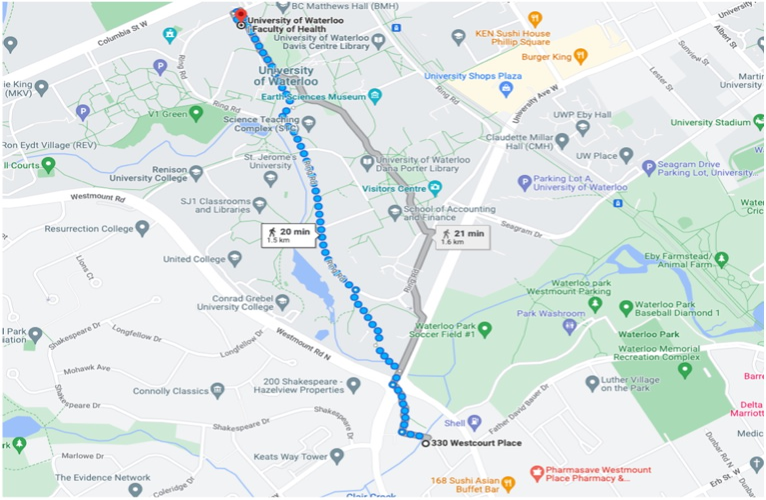 BC Matthews Hall (BMH)
University of Waterloo
Faculty of Health
Columbia St W
University of Waterloo
Davis Centre Library
KEN Sushi House
Phillip Square
Burger King
Albert St
Sunview St
Lester St
University
of Waterloo
University Shops Plaza
Martin
Univers
ie King
(MKV)
Ring Rd
Earth Sciences Museum
Ring Rd
Ring Rd
University Ave W
V1 Green
Science Teaching
Complex (STC)
UWP Eby Hall
University Stadium
Ron Eydt Village (REV)
Claudette Millar
Hall (CMH)
UW Place
ll Courts
Renison
University College
St. Jerome's
University
University of Waterloo
Dana Porter Library
Seagram Drive
Parking Lot, University...
Parking Lot A,
University of Waterloo
Westmount Rd
Visitors Centre
SJ1 Classrooms
and Libraries
School of Accounting
and Finance
Resurrection College
Seagram Dr
20 min
1.5 km
21 min
1.6 km
United College
Eby Farmstead/
Animal Farm
Lions Ct
Ring Rd
Waterloo park
Westmount Parking
Conrad Grebel
University College
Waterloo Park
Baseball Diamond 1
Park Washroom
Waterloo Park
Soccer Field #1
l Park
iation
Shakespeare Dr
Longfellow Dr
Longfellow Dr
Westmount Rd N
Waterloo Park
Waterloo Memorial
Recreation Complex
Mohawk Ave
Connolly Classics
200 Shakespeare -
Hazelview Properties
Luther Village
on the Park
Barre
Shakespeare Dr
Shakespeare Dr
Shakespeare Dr
Shell
Father David Bauer Dr
Delta
Marriott
330 Westcourt Place
rk
Marlowe Dr
Keats Way Tower
Medic
The Evidence Network
Coleridge Dr
168 Sushi Asian
Buffet Bar
Pharmasave Westmount
Place Pharmacy &...
Dunbar Rd N
Erb St W
Clair Creek